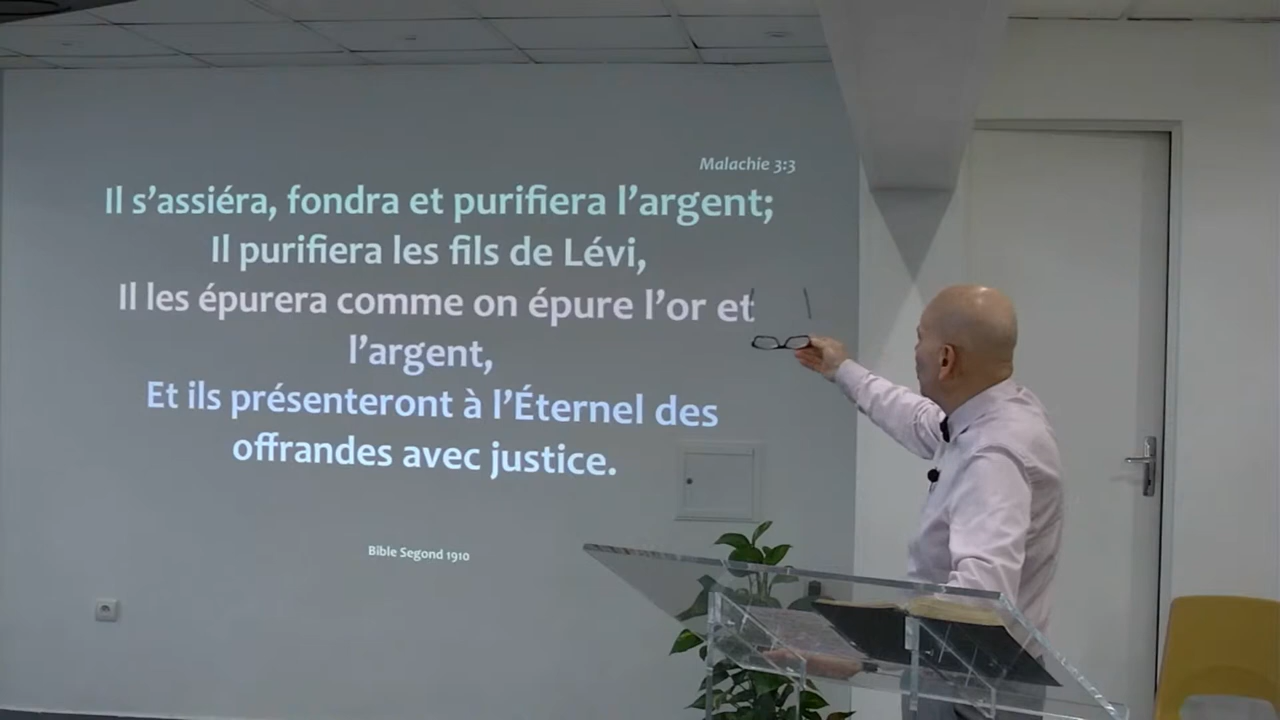 Malachie 3:3
Il s’assiéra, fondra et purifiera l’argent;
Il purifiera les fils de Lévi,
Il les épurera comme on épure l’or et
l’argent,
Et ils présenteront à l’Éternel des
offrandes avec justice.
Bible Segond 1910